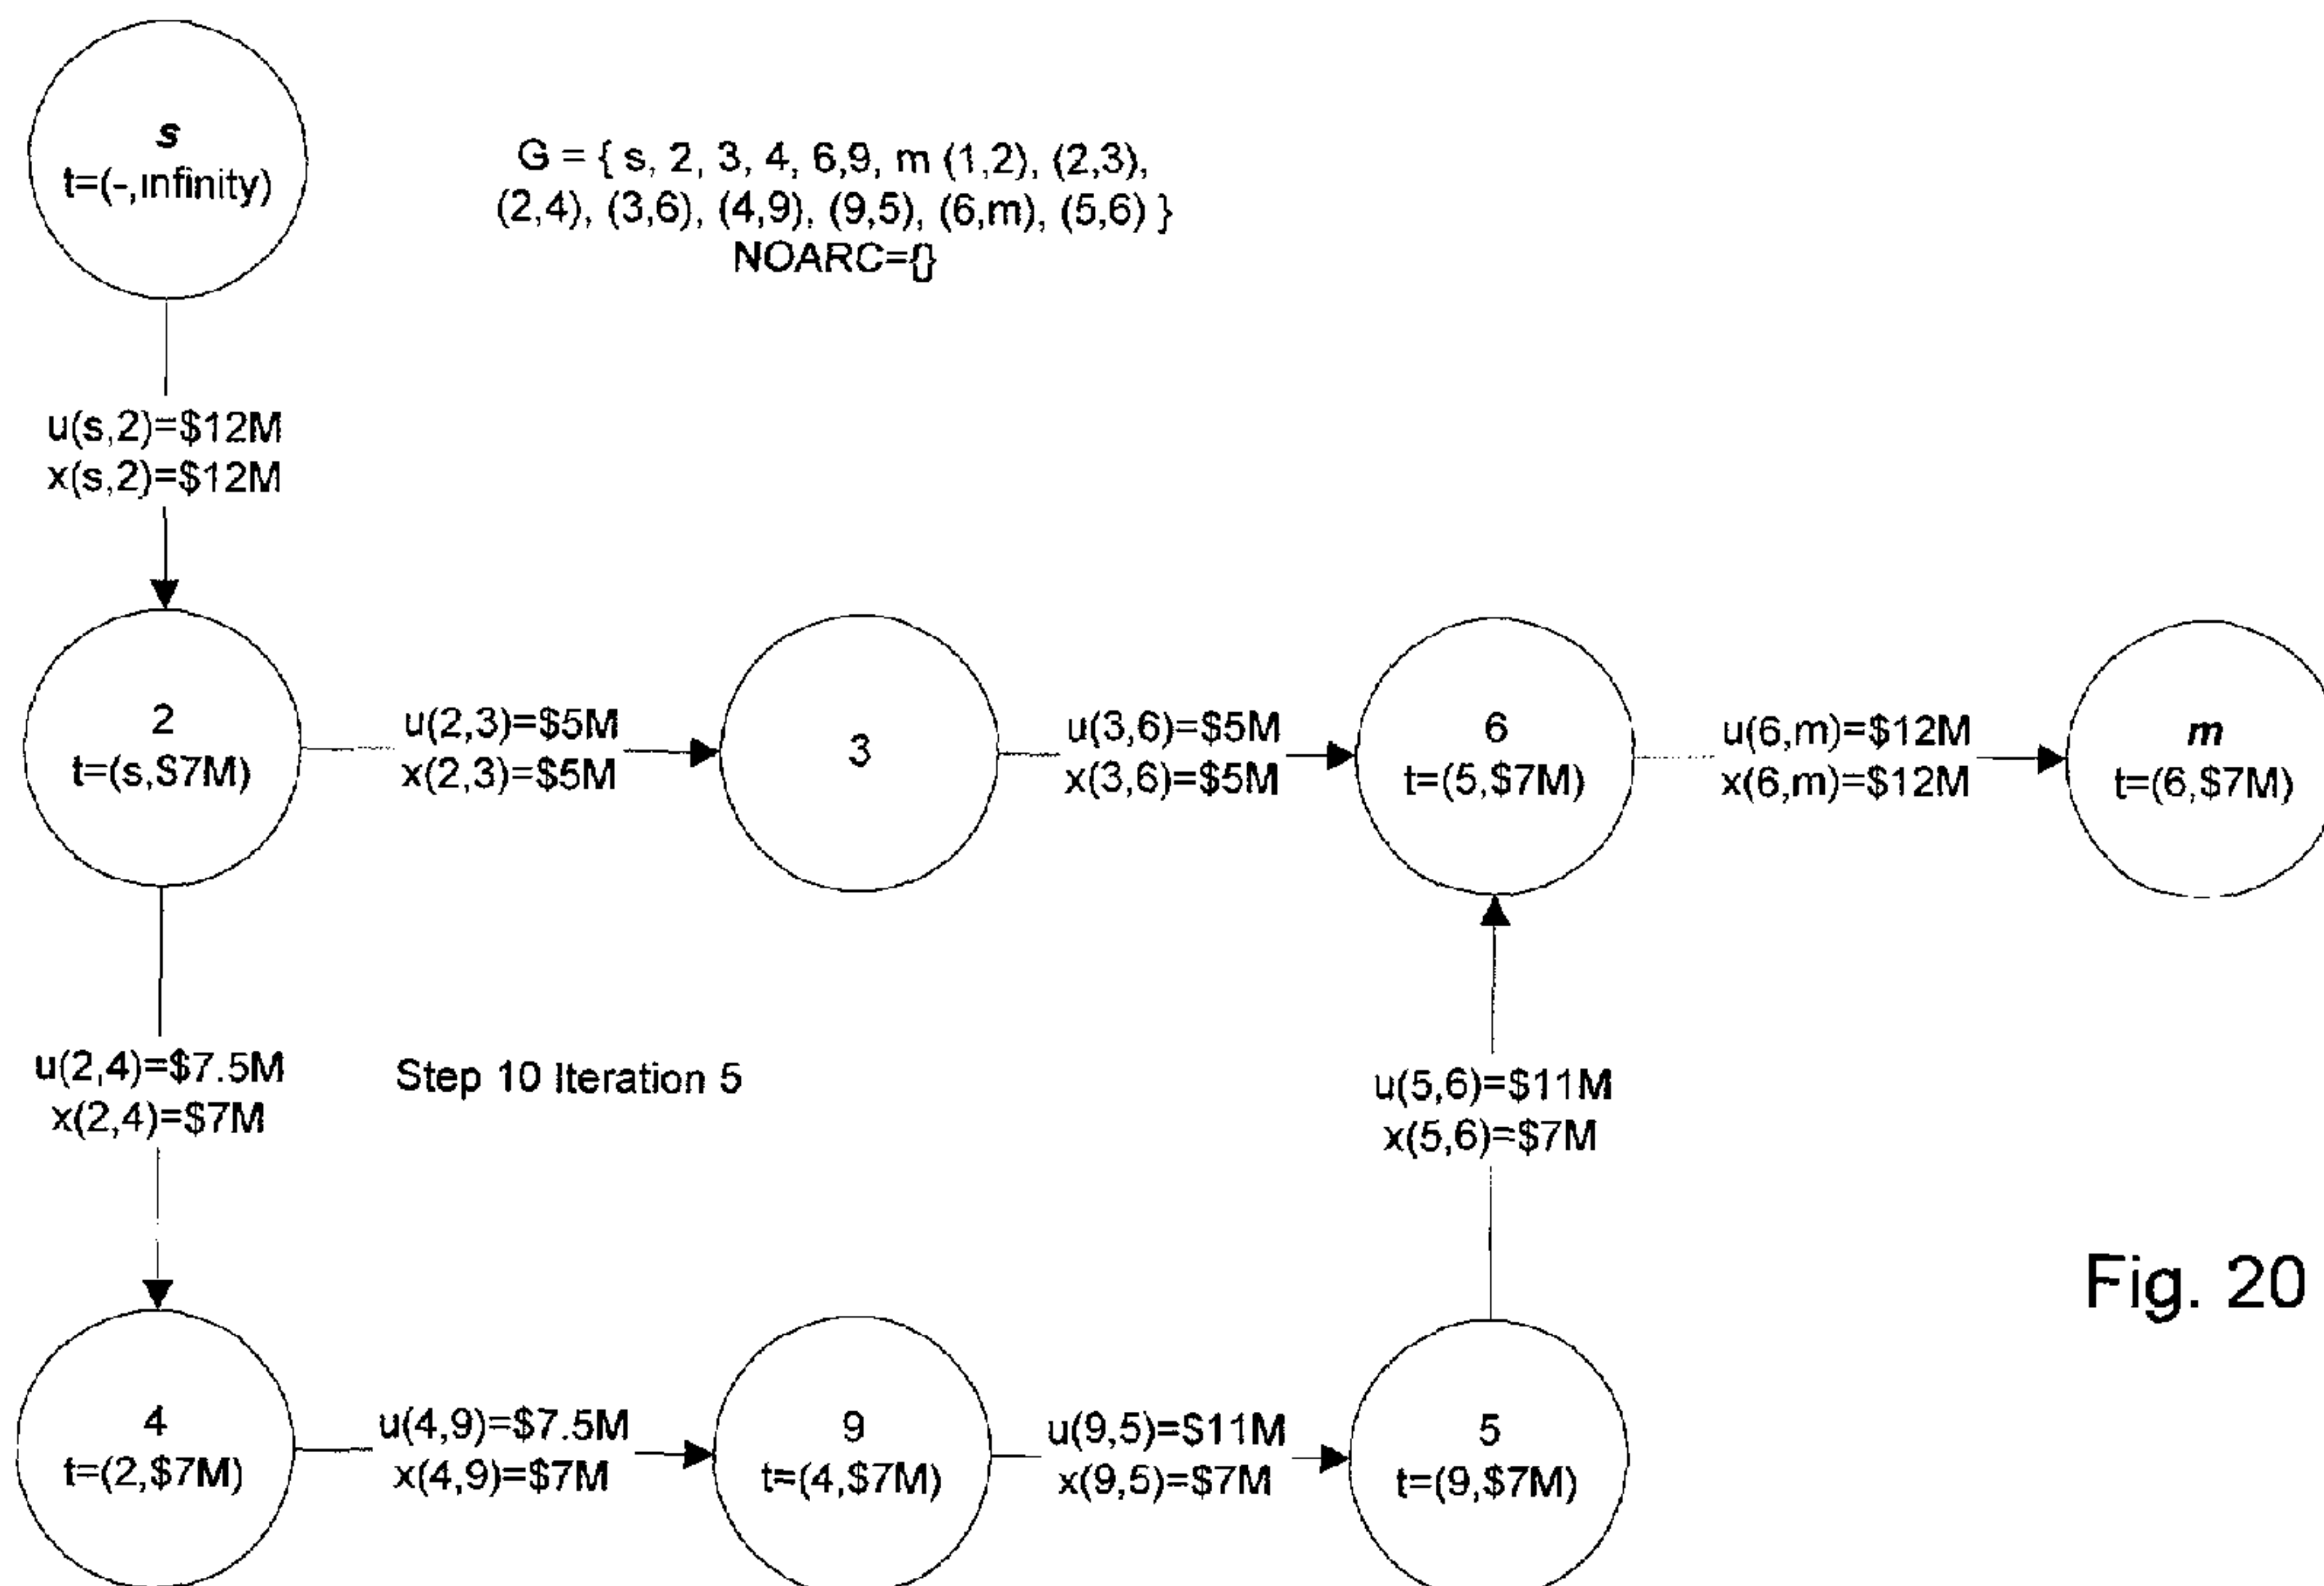 s
t=(-,infinity)
G = { s, 2, 3, 4, 6,9, m (1,2), (2,3),
(2,4), (3,6), (4,9), (9,5), (6,m), (5,6) }
NOARC={}
u(s,2)=$12M
x(s,2)=$12M
2
t=(s,$7M)
u(2,3)=$5M
x(2,3)=$5M
3
u(3,6)=$5M
x(3,6)=$5M
6
t=(5,$7M)
u(6,m)=$12M
x(6,m)=$12M
m
t=(6,$7M)
u(2,4)=$7.5M
x(2,4)=$7M
Step 10 Iteration 5
u(5,6)=$11M
x(5,6)=$7M
Fig. 20
4
t=(2,$7M)
u(4,9)=$7.5M
x(4,9)=$7M
9
t=(4,$7M)
u(9,5)=$11M
x(9,5)=$7M
5
t=(9,$7M)